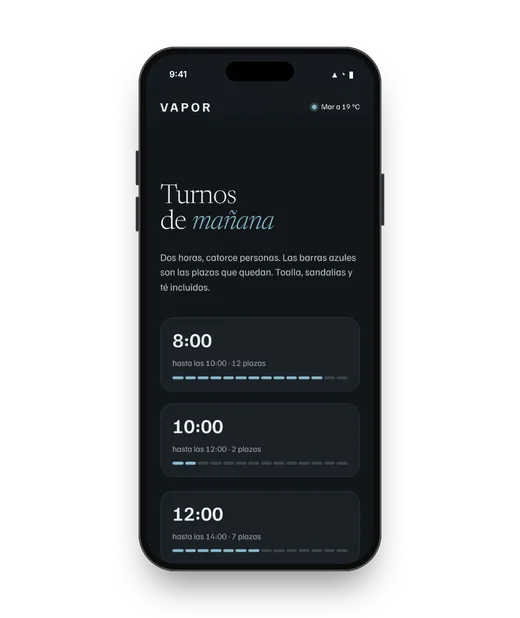 9:41
VAPOR
Mar a 19 °C
Turnos
de mañana
Dos horas, catorce personas. Las barras azules
son las plazas que quedan. Toalla, sandalias y
té incluidos.
8:00
hasta las 10:00 · 12 plazas
10:00
hasta las 12:00 · 2 plazas
12:00
hasta las 14:00 · 7 plazas